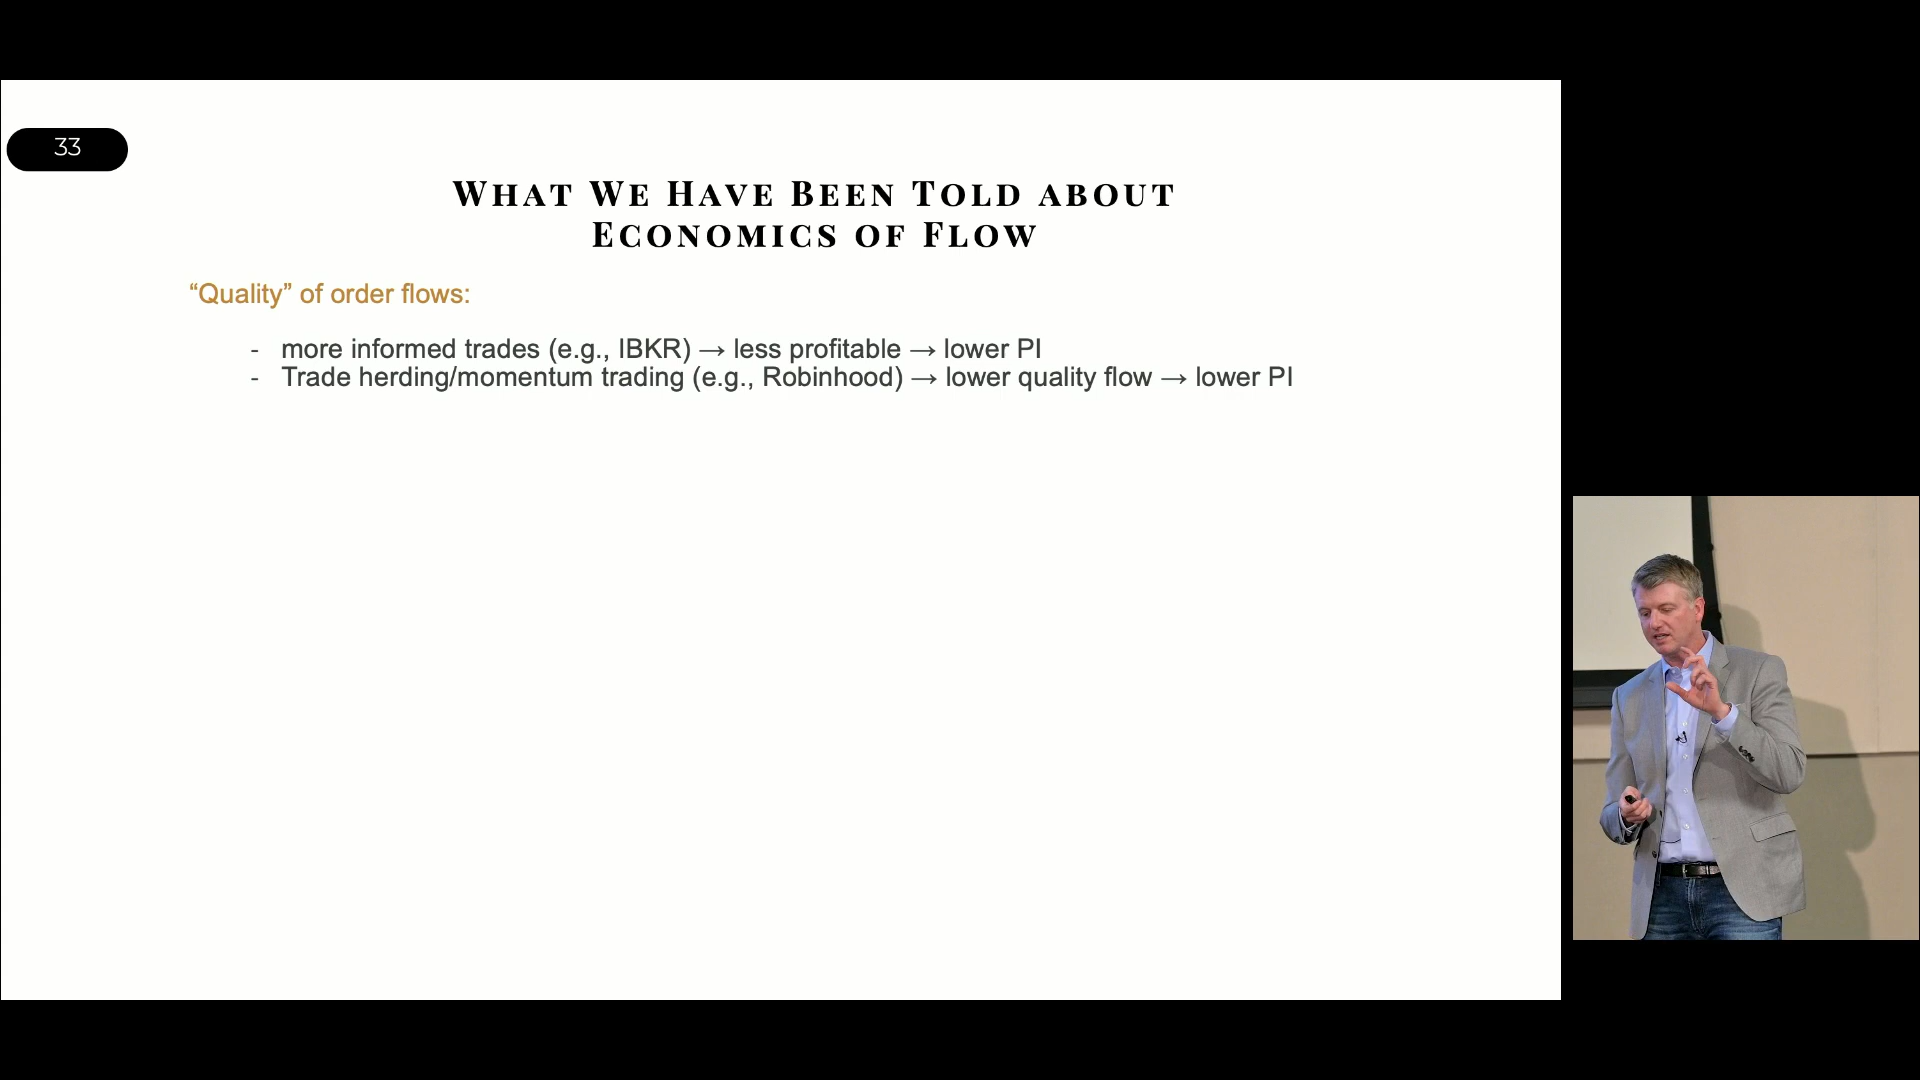 33
What We Have Been Told about
Economics of Flow
“Quality” of order flows:
- more informed trades (e.g., IBKR) → less profitable → lower PI
- Trade herding/momentum trading (e.g., Robinhood) → lower quality flow → lower PI